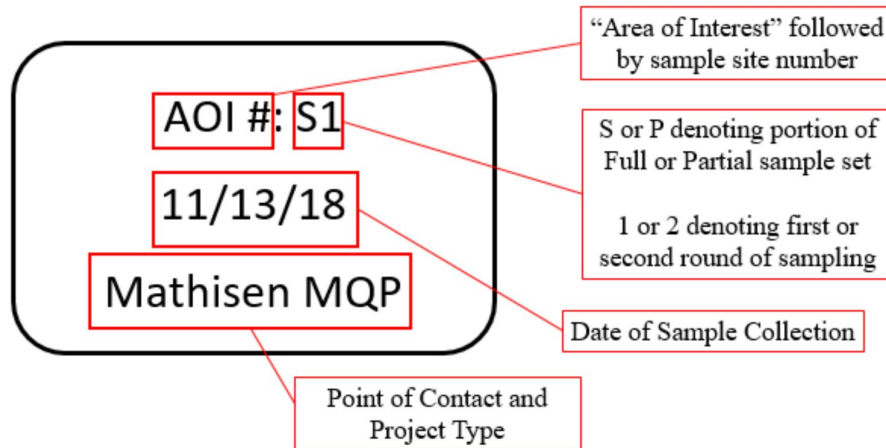 AOI #: S1
11/13/18
Mathisen MQP
“Area of Interest” followed
by sample site number
S or P denoting portion of
Full or Partial sample set
1 or 2 denoting first or
second round of sampling
Date of Sample Collection
Point of Contact and
Project Type